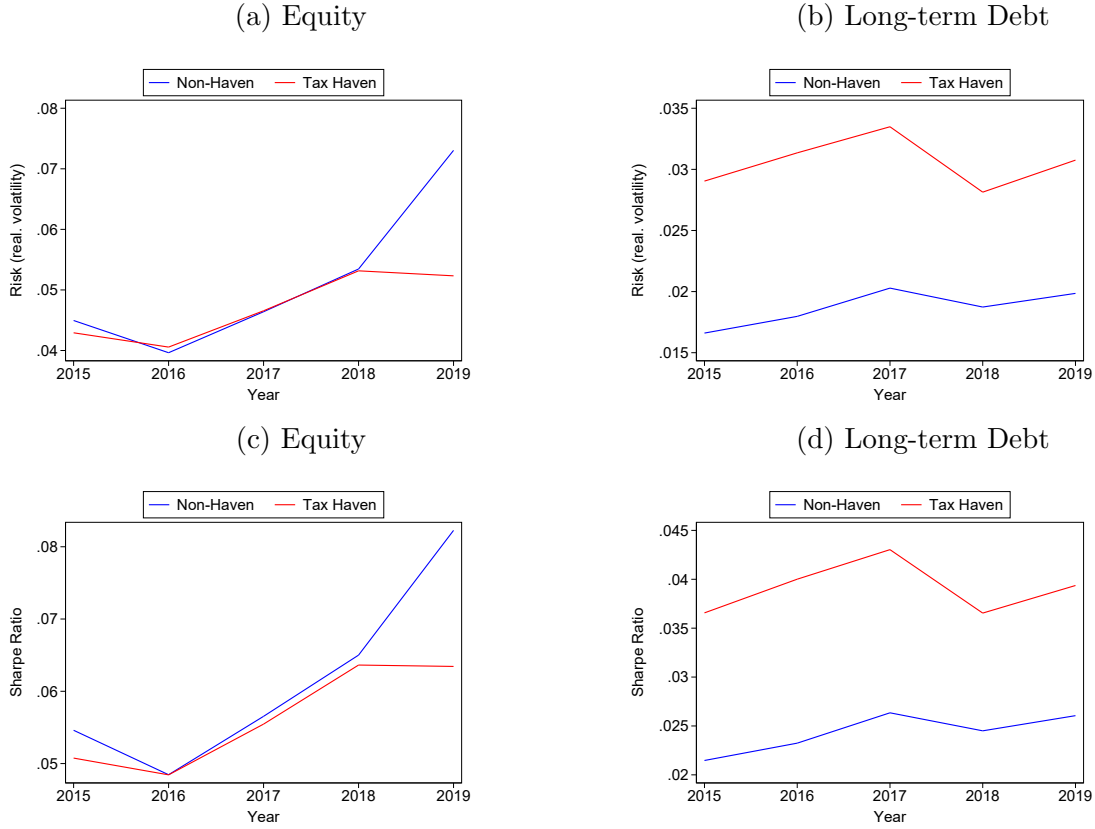 (a) Equity
(b) Long-term Debt
Non-Haven Tax Haven
.08
.07
.06
.05
.04
Risk (real. volatility)
2015 2016 2017 2018 2019
Year
Non-Haven Tax Haven
.035
.03
.025
.02
.015
Risk (real. volatility)
2015 2016 2017 2018 2019
Year
(c) Equity
(d) Long-term Debt
Non-Haven Tax Haven
.08
.07
.06
.05
Sharpe Ratio
2015 2016 2017 2018 2019
Year
Non-Haven Tax Haven
.045
.04
.035
.03
.025
.02
Sharpe Ratio
2015 2016 2017 2018 2019
Year